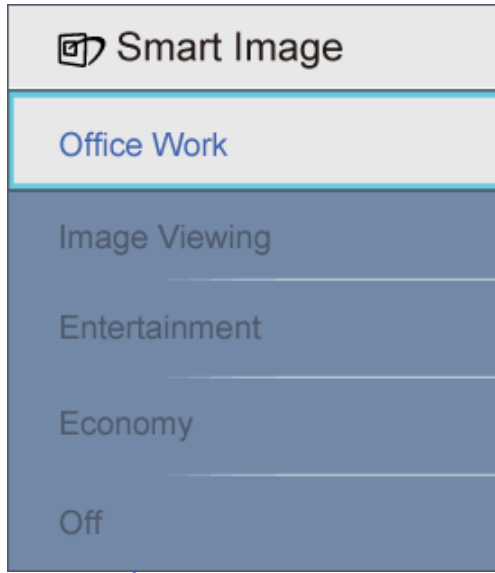 Smart Image
Office Work
Image Viewing
Entertainment
Economy
Off